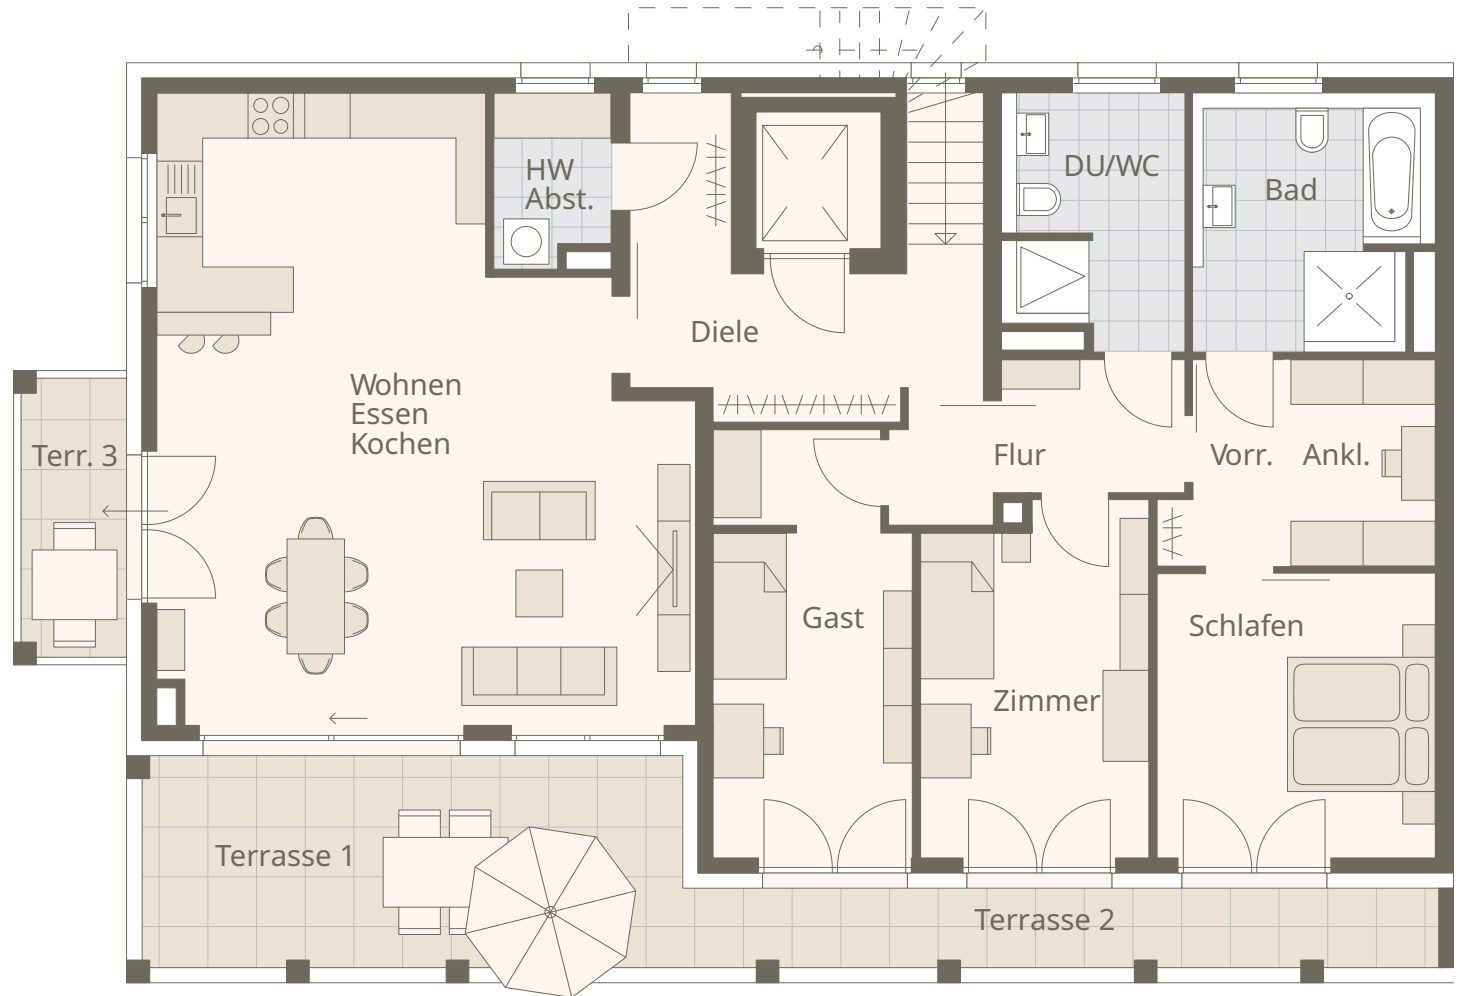 HW
Abst.
DU/WC
Bad
Diele
Wohnen
Essen
Kochen
Terr. 3
Flur
Vorr.
Ankl.
Gast
Schlafen
Zimmer
Terrasse 1
Terrasse 2